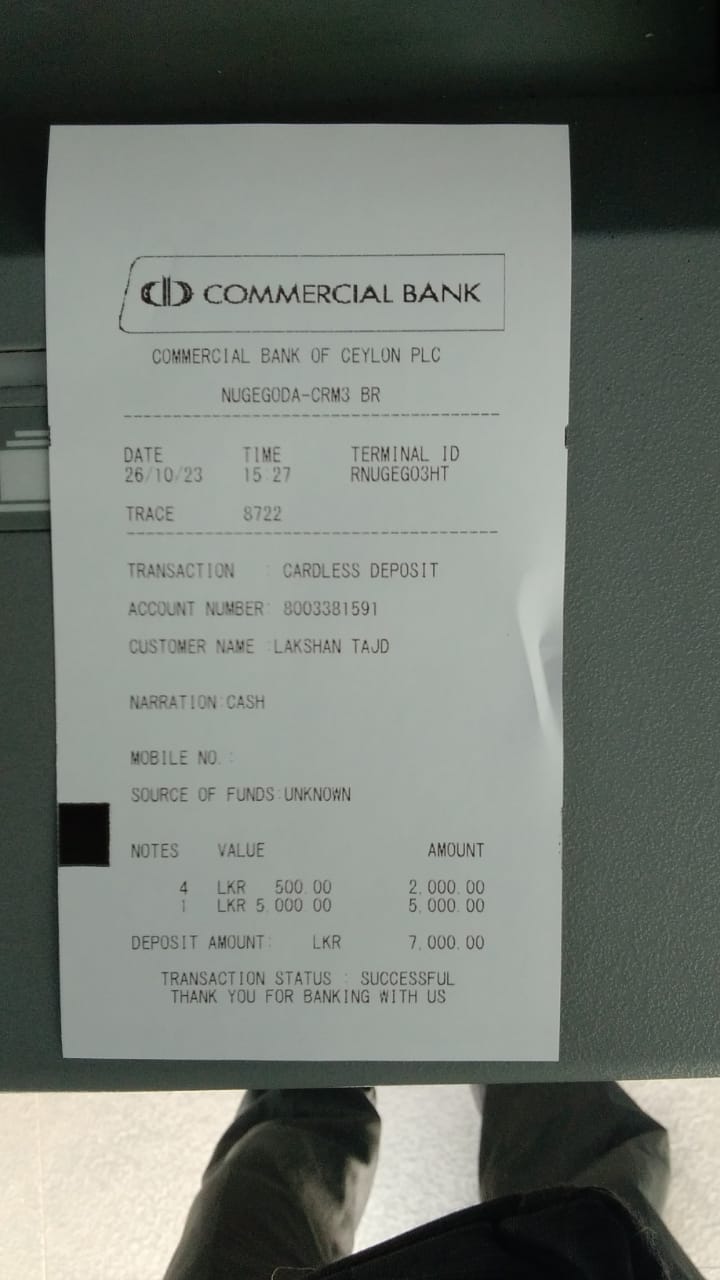 COMMERCIAL BANK
COMMERCIAL BANK OF CEYLON PLC
NUGEGODA-CRM3 BR
DATE TIME TERMINAL ID
26/10/23 15:27 RNUGEG03HT
TRACE 8722
TRANSACTION : CARDLESS DEPOSIT
ACCOUNT NUMBER: 8003381591
CUSTOMER NAME :LAKSHAN TAJD
NARRATION:CASH
MOBILE NO. :
SOURCE OF FUNDS:UNKNOWN
NOTES VALUE AMOUNT
4 LKR 500.00 2,000.00
1 LKR 5,000.00 5,000.00
DEPOSIT AMOUNT: LKR 7,000.00
TRANSACTION STATUS : SUCCESSFUL
THANK YOU FOR BANKING WITH US